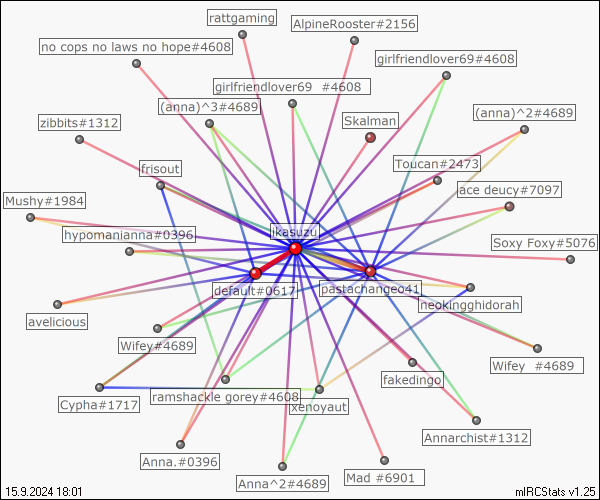 rattgaming
AlpineRooster#2156
no cops no laws no hope#4608
girlfriendlover69#4608
girlfriendlover69 #4608
(anna)^3#4689
(anna)^2#4689
zibbits#1312
Skalman
Toucan#2473
frisout
ace deucy#7097
Mushy#1984
ikasuzu
hypomanianna#0396
Soxy Foxy#5076
default#0617
pastachangeo41
neokingghidorah
avelicious
Wifey#4689
Wifey #4689
fakedingo
ramshackle gorey#4608
xenoyaut
Cypha#1717
Annarchist#1312
Anna.#0396
Anna^2#4689
Mad #6901
15.9.2024 18:01
mIRCStats v1.25